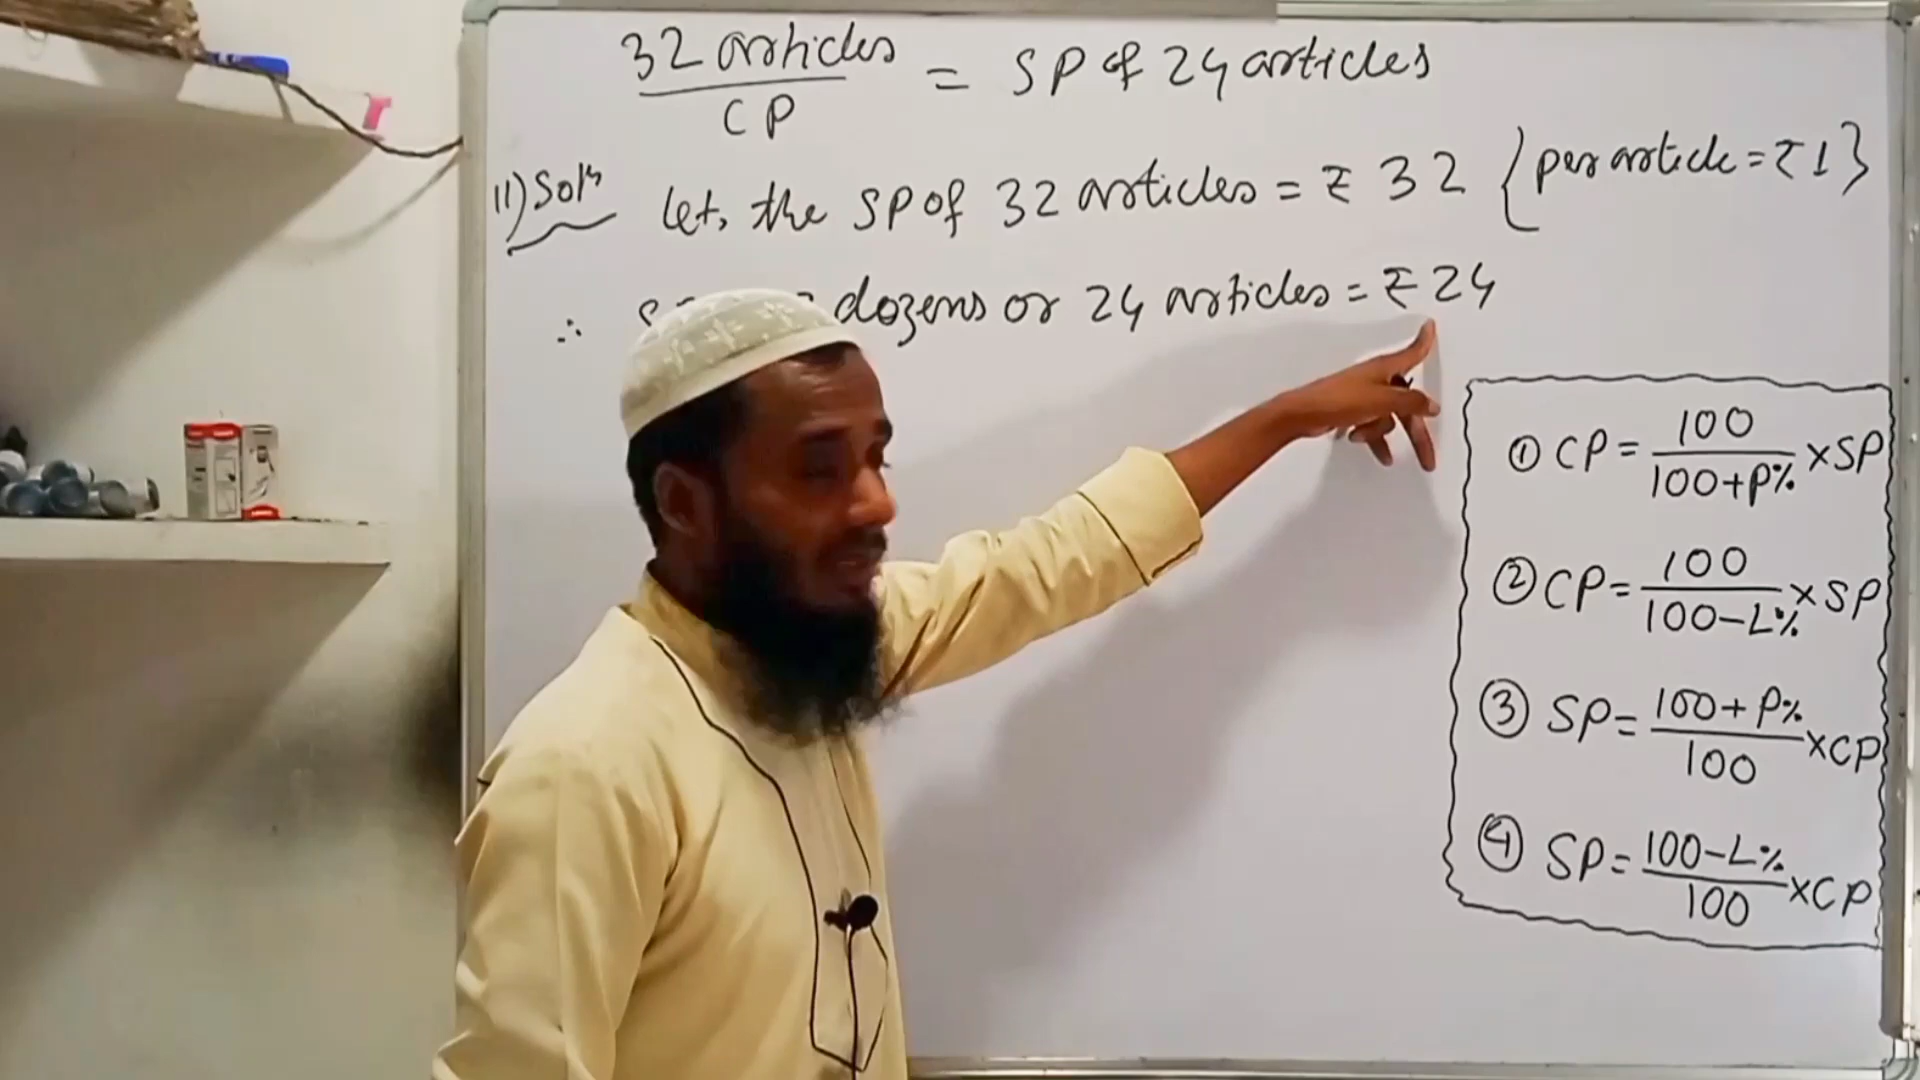 32 articles
CP
= SP of 24 articles
11) Solⁿ
Let, the SP of 32 articles = ₹ 32 {per article = ₹1}
∴ dozens or 24 articles = ₹ 24
① CP = 100 / 100+P% × SP
② CP = 100 / 100-L% × SP
③ SP = 100+P% / 100 × CP
④ SP = 100-L% / 100 × CP